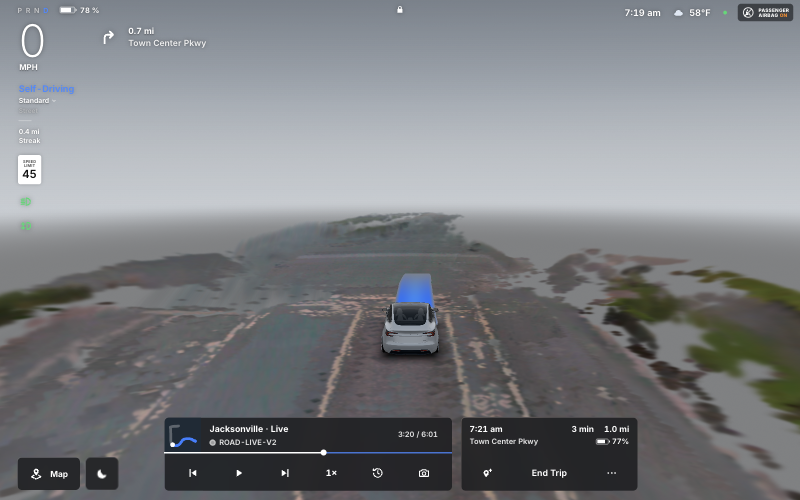 P R N
78 %
7:19 am
58°F
PASSENGER
AIRBAG ON
0
MPH
0.7 mi
Town Center Pkwy
Self-Driving
Standard
0.4 mi
Streak
SPEED
LIMIT
45
Jacksonville · Live
ROAD-LIVE-V2
3:20 / 6:01
1×
7:21 am
3 min
1.0 mi
Town Center Pkwy
77%
End Trip
Map